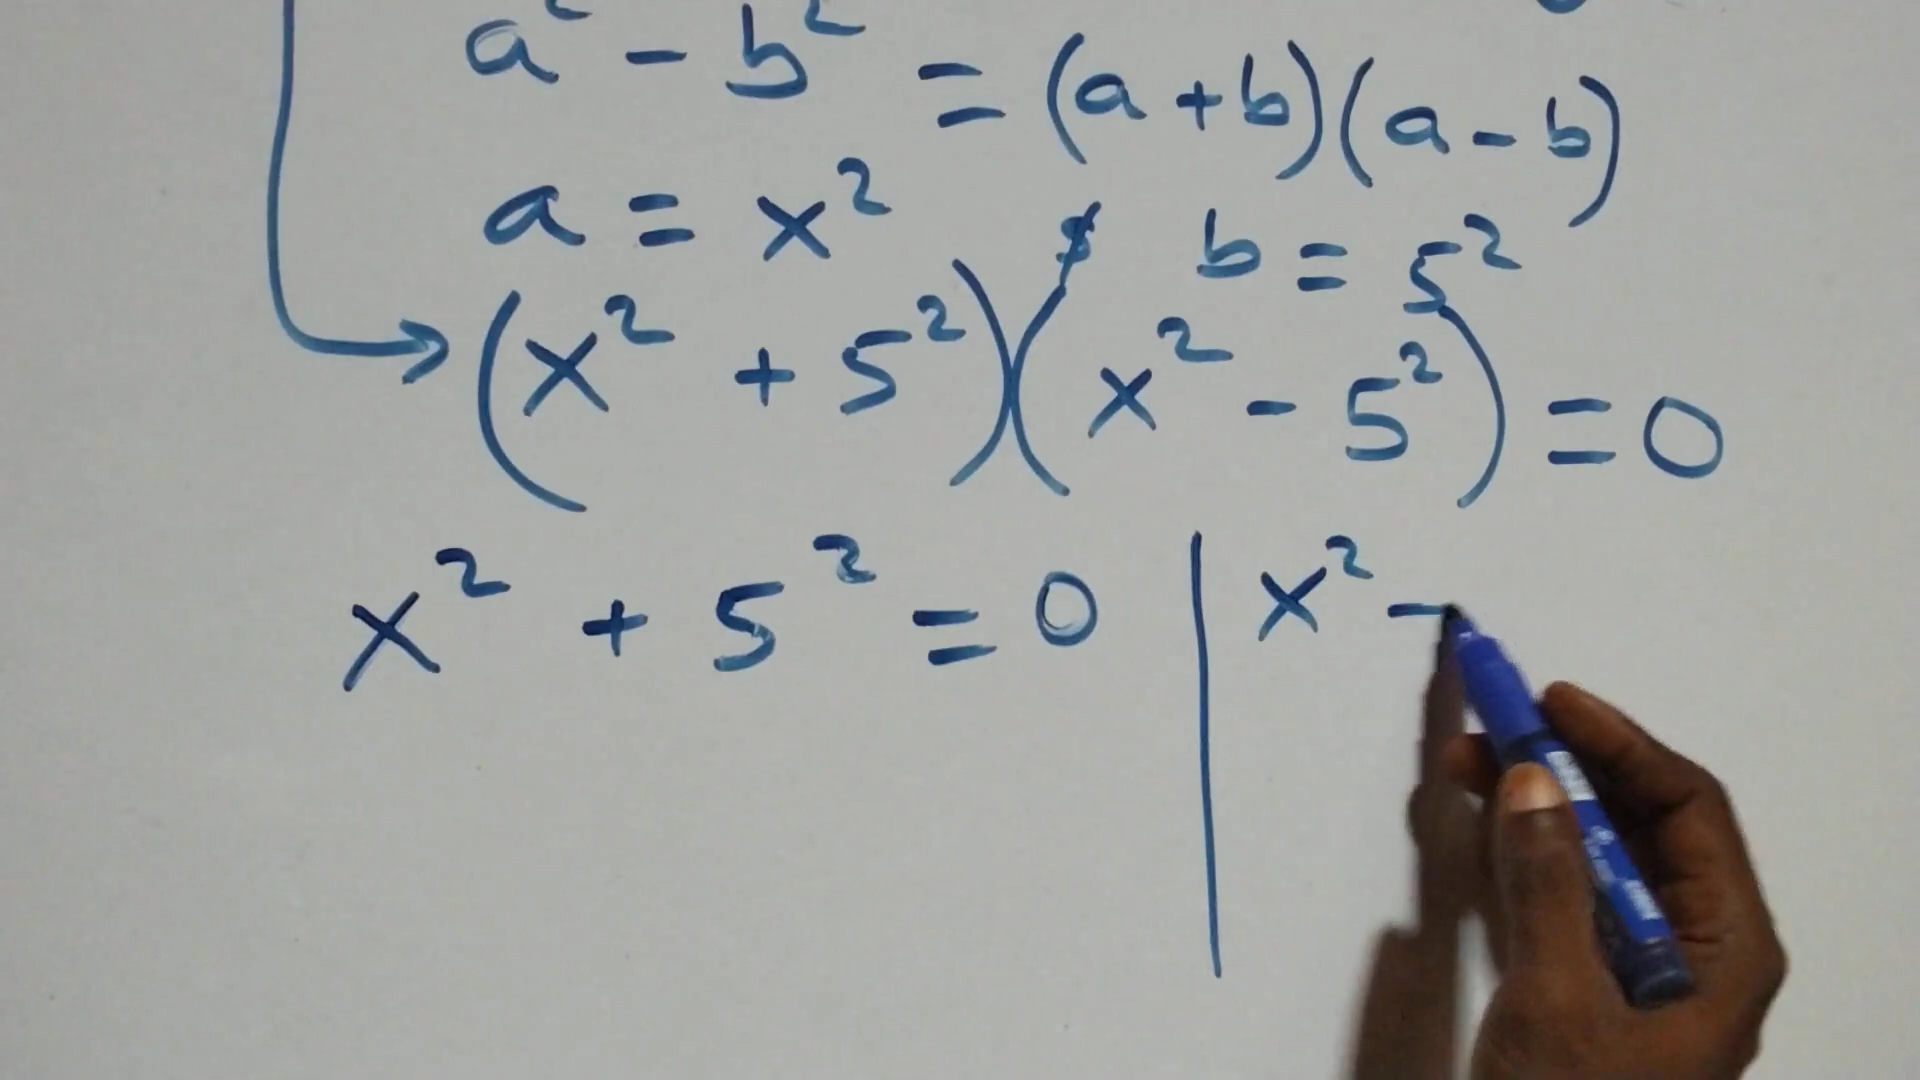 a² - b² = (a + b)(a - b)
a = x² b = 5²
(x² + 5²)(x² - 5²) = 0
x² + 5² = 0 | x² -